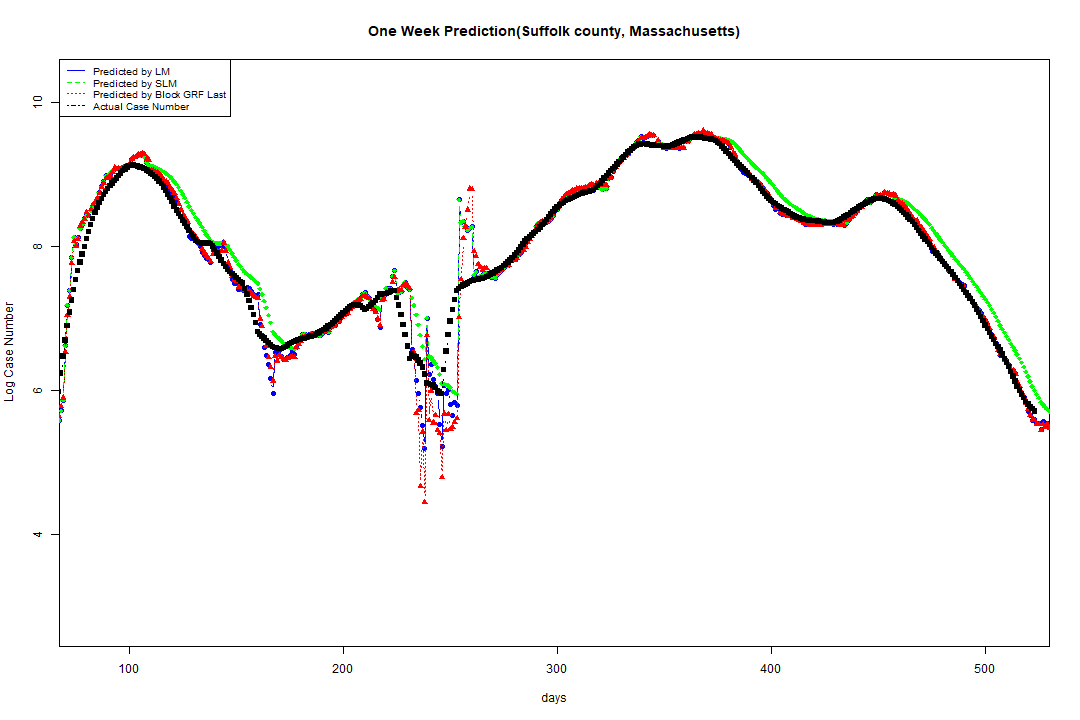 One Week Prediction(Suffolk county, Massachusetts)
Predicted by LM
Predicted by SLM
Predicted by Block GRF Last
Actual Case Number
10
8
6
4
Log Case Number
100 200 300 400 500
days